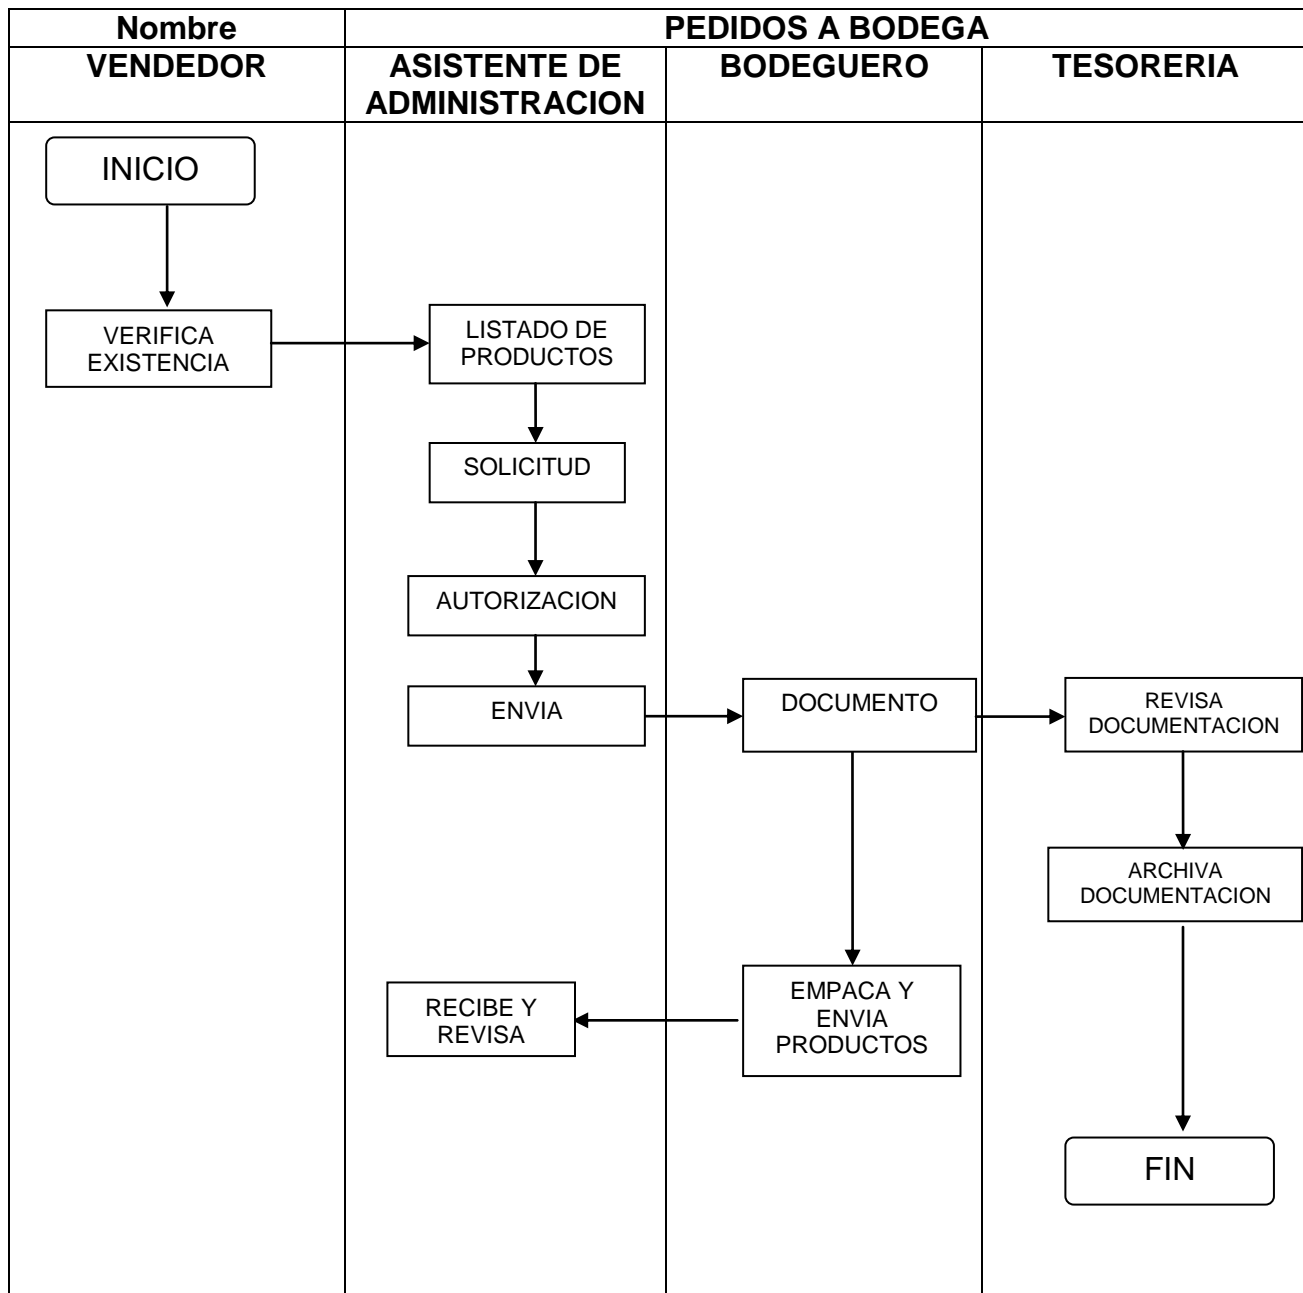 Nombre
PEDIDOS A BODEGA
VENDEDOR
ASISTENTE DE
ADMINISTRACION
BODEGUERO
TESORERIA
INICIO
VERIFICA
EXISTENCIA
LISTADO DE
PRODUCTOS
SOLICITUD
AUTORIZACION
ENVIA
DOCUMENTO
REVISA
DOCUMENTACION
ARCHIVA
DOCUMENTACION
EMPACA Y
ENVIA
PRODUCTOS
RECIBE Y
REVISA
FIN